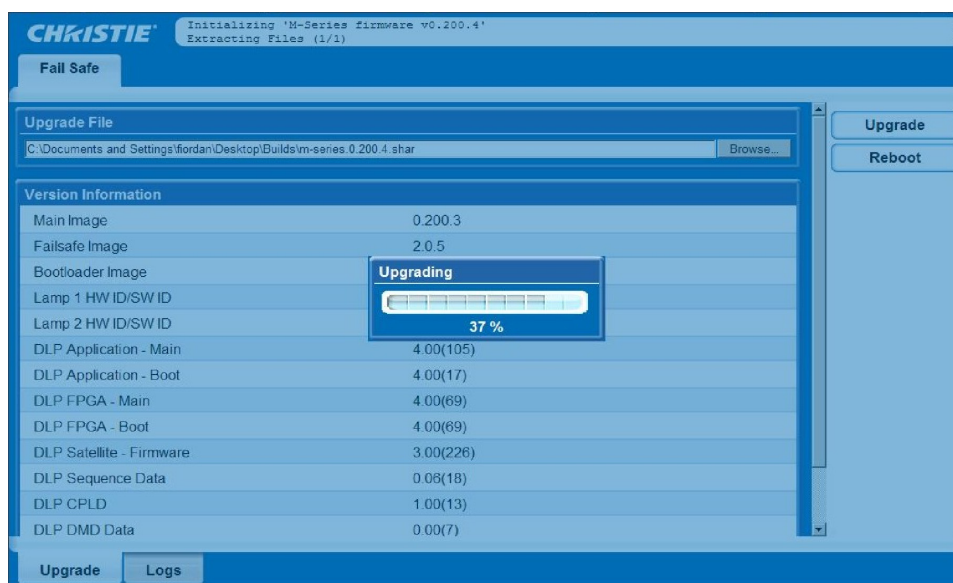 CHRISTIE
Initializing 'M-Series firmware v0.200.4'
Extracting Files (1/1)
Fail Safe
Upgrade File
C:\Documents and Settings\fiordan\Desktop\Builds\m-series.0.200.4.shar
Browse...
Upgrade
Reboot
Version Information
Main Image 0.200.3
Failsafe Image 2.0.5
Bootloader Image
Lamp 1 HW ID/SW ID
Lamp 2 HW ID/SW ID
Upgrading
37 %
DLP Application - Main 4.00(105)
DLP Application - Boot 4.00(17)
DLP FPGA - Main 4.00(69)
DLP FPGA - Boot 4.00(69)
DLP Satellite - Firmware 3.00(226)
DLP Sequence Data 0.06(18)
DLP CPLD 1.00(13)
DLP DMD Data 0.00(7)
Upgrade
Logs